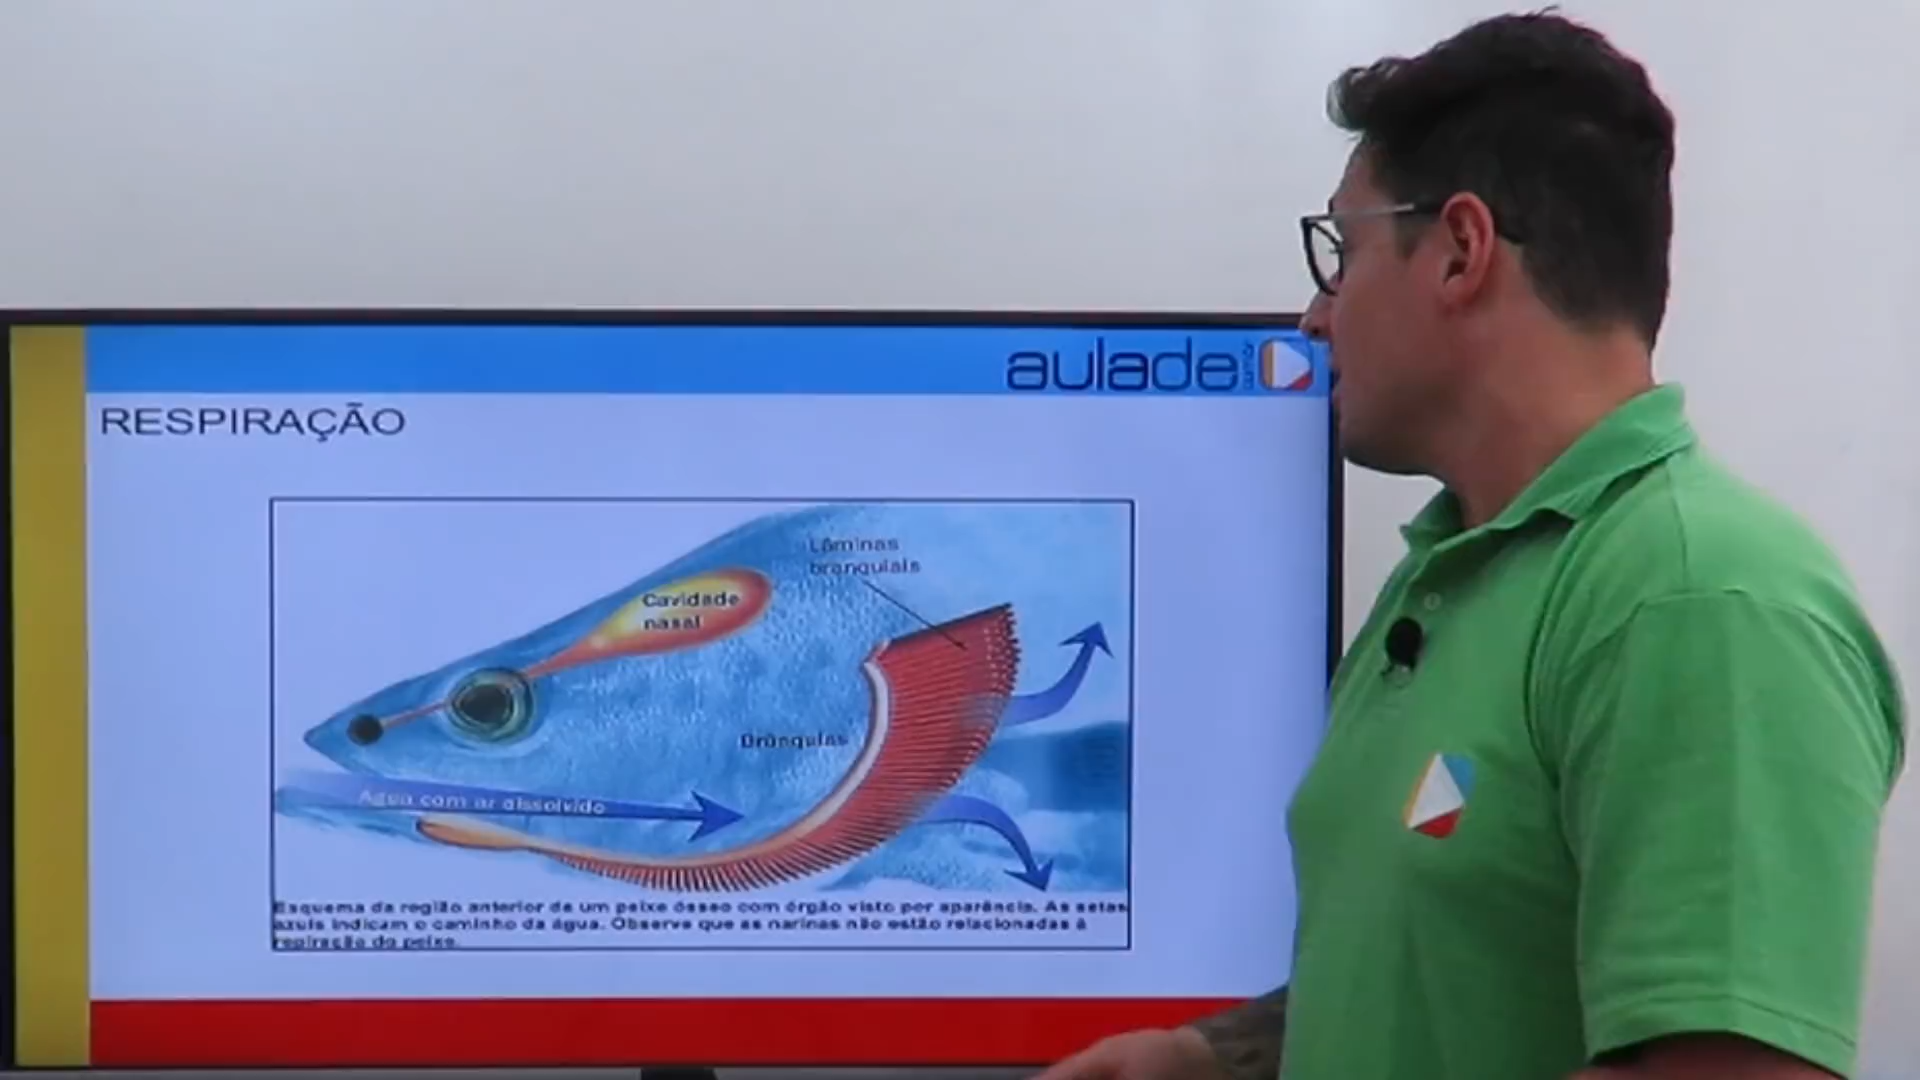 aulade
RESPIRAÇÃO
Lâminas
branquiais
Cavidade
nasal
Brânquias
Água com ar dissolvido
Esquema da região anterior de um peixe ósseo com órgão visto por aparência. As setas
azuis indicam o caminho da água. Observe que as narinas não estão relacionadas à
repiração do peixe.